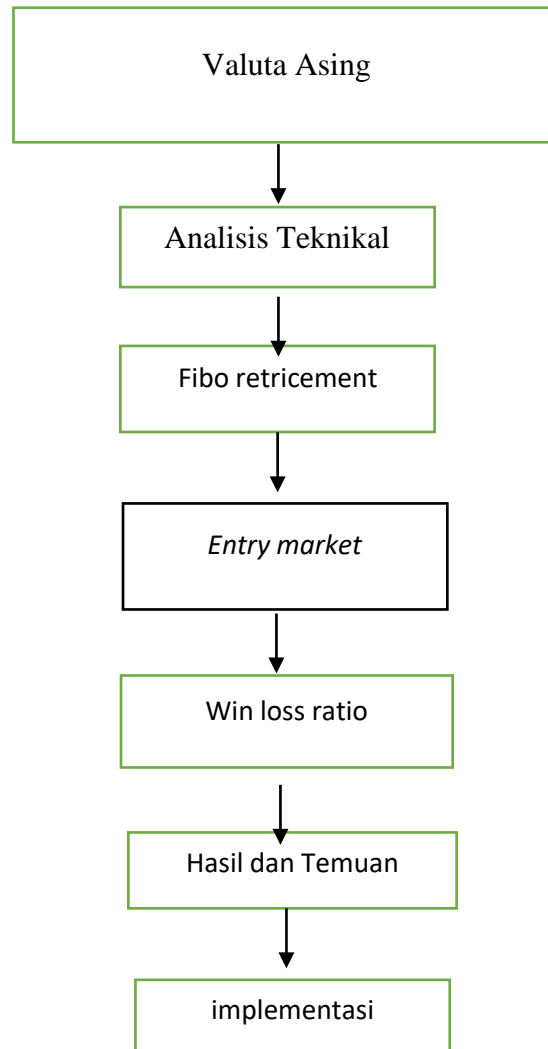 Valuta Asing
Analisis Teknikal
Fibo retricement
Entry market
Win loss ratio
Hasil dan Temuan
implementasi